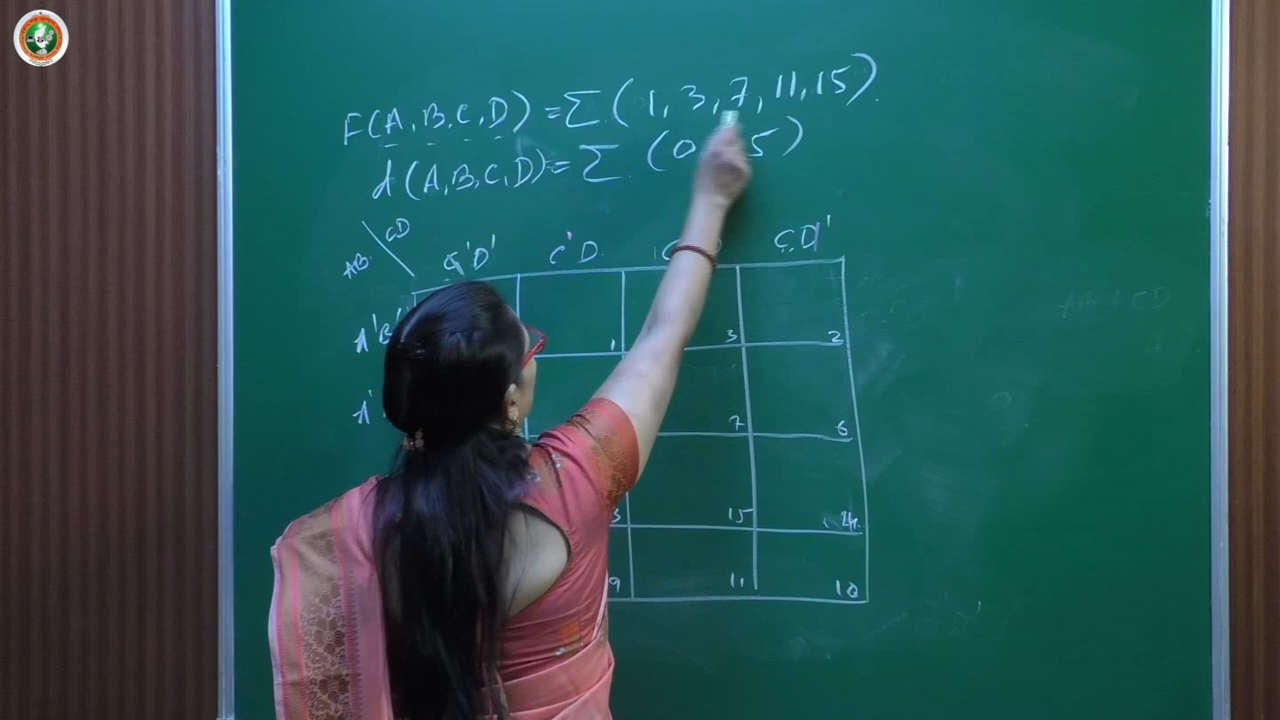 F(A, B, C, D) = Σ (1, 3, 7, 11, 15)
d(A, B, C, D) = Σ (0 5)
AB \ CD C'D' C'D CD'
A'B'
1 3 2
A'
7 6
15 14
9 11 10